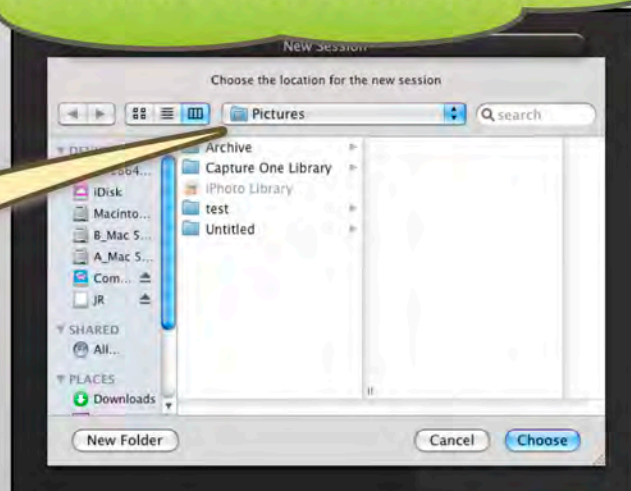 New Session
Choose the location for the new session
Pictures
search
Archive
Capture One Library
iPhoto Library
test
Untitled
iDisk
Macinto...
B_Mac S...
A_Mac S...
Com...
JR
SHARED
All...
PLACES
Downloads
New Folder
Cancel
Choose